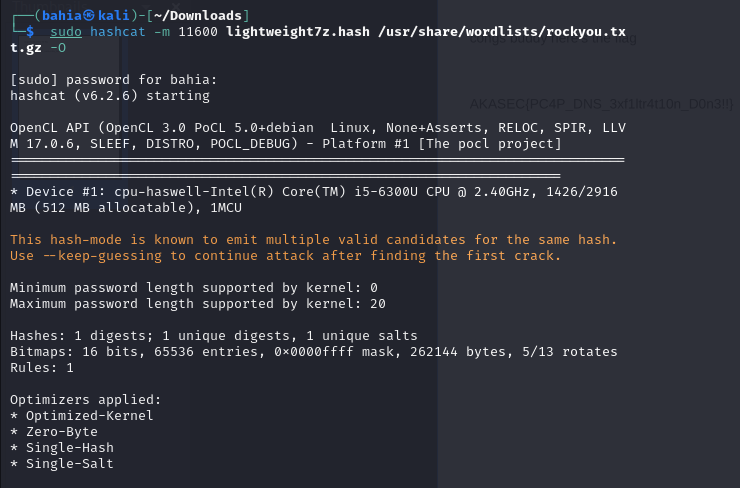 ┌──(bahia㉿kali)-[~/Downloads]
└─$ sudo hashcat -m 11600 lightweight7z.hash /usr/share/wordlists/rockyou.tx
t.gz -O
[sudo] password for bahia:
hashcat (v6.2.6) starting
AKASEC{PC4P_DNS_3xf1ltr4t10n_D0n3!!}
OpenCL API (OpenCL 3.0 PoCL 5.0+debian  Linux, None+Asserts, RELOC, SPIR, LLV
M 17.0.6, SLEEF, DISTRO, POCL_DEBUG) - Platform #1 [The pocl project]
* Device #1: cpu-haswell-Intel(R) Core(TM) i5-6300U CPU @ 2.40GHz, 1426/2916
MB (512 MB allocatable), 1MCU
This hash-mode is known to emit multiple valid candidates for the same hash.
Use --keep-guessing to continue attack after finding the first crack.
Minimum password length supported by kernel: 0
Maximum password length supported by kernel: 20
Hashes: 1 digests; 1 unique digests, 1 unique salts
Bitmaps: 16 bits, 65536 entries, 0x0000ffff mask, 262144 bytes, 5/13 rotates
Rules: 1
Optimizers applied:
* Optimized-Kernel
* Zero-Byte
* Single-Hash
* Single-Salt